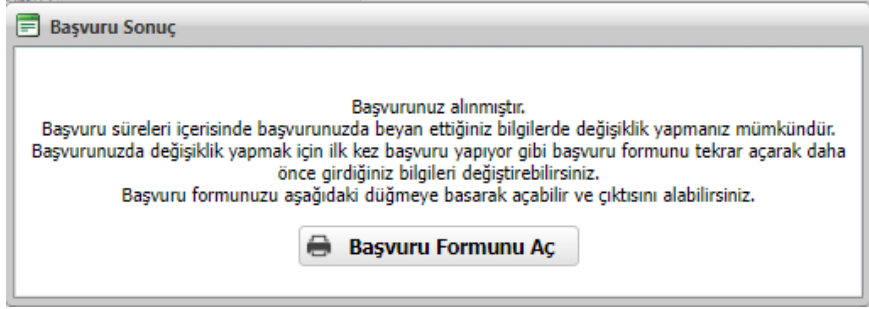 Başvuru Sonuç
Başvurunuz alınmıştır.
Başvuru süreleri içerisinde başvurunuzda beyan ettiğiniz bilgilerde değişiklik yapmanız mümkündür.
Başvurunuzda değişiklik yapmak için ilk kez başvuru yapıyor gibi başvuru formunu tekrar açarak daha
önce girdiğiniz bilgileri değiştirebilirsiniz.
Başvuru formunuzu aşağıdaki düğmeye basarak açabilir ve çıktısını alabilirsiniz.
Başvuru Formunu Aç